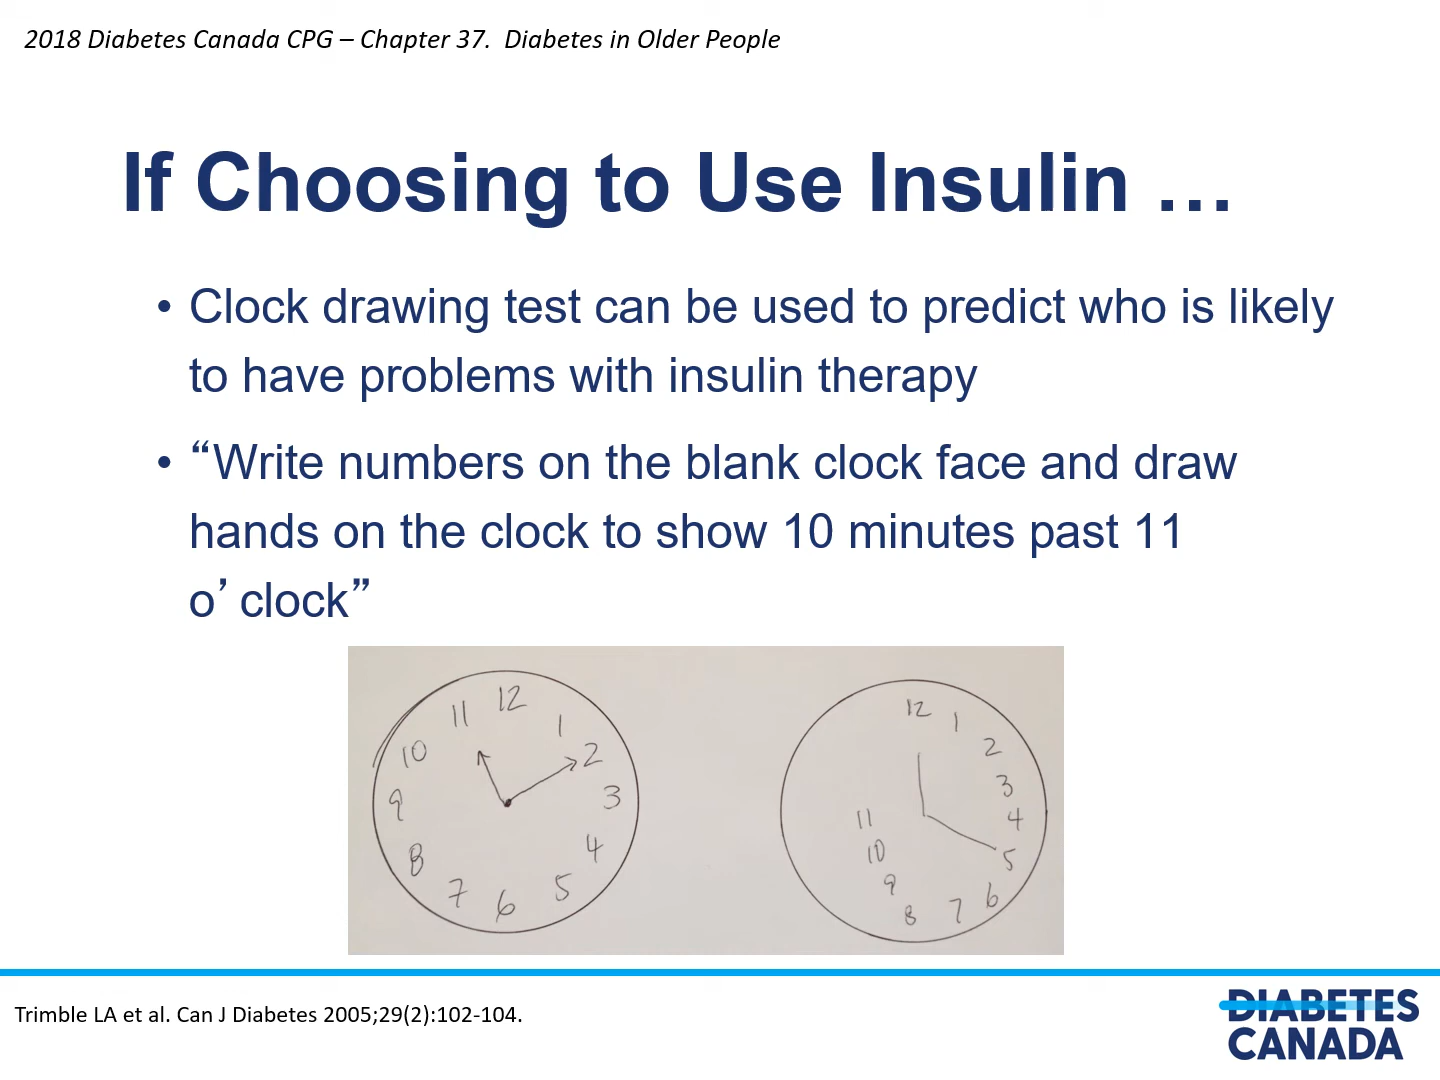 2018 Diabetes Canada CPG – Chapter 37.  Diabetes in Older People
If Choosing to Use Insulin …
• Clock drawing test can be used to predict who is likely
to have problems with insulin therapy
• “Write numbers on the blank clock face and draw
hands on the clock to show 10 minutes past 11
o’ clock”
12
11
1
10
2
9
3
8
4
7
5
6
12
1
2
3
11
4
10
5
9
6
8
7
Trimble LA et al. Can J Diabetes 2005;29(2):102-104.
DIABETES
CANADA